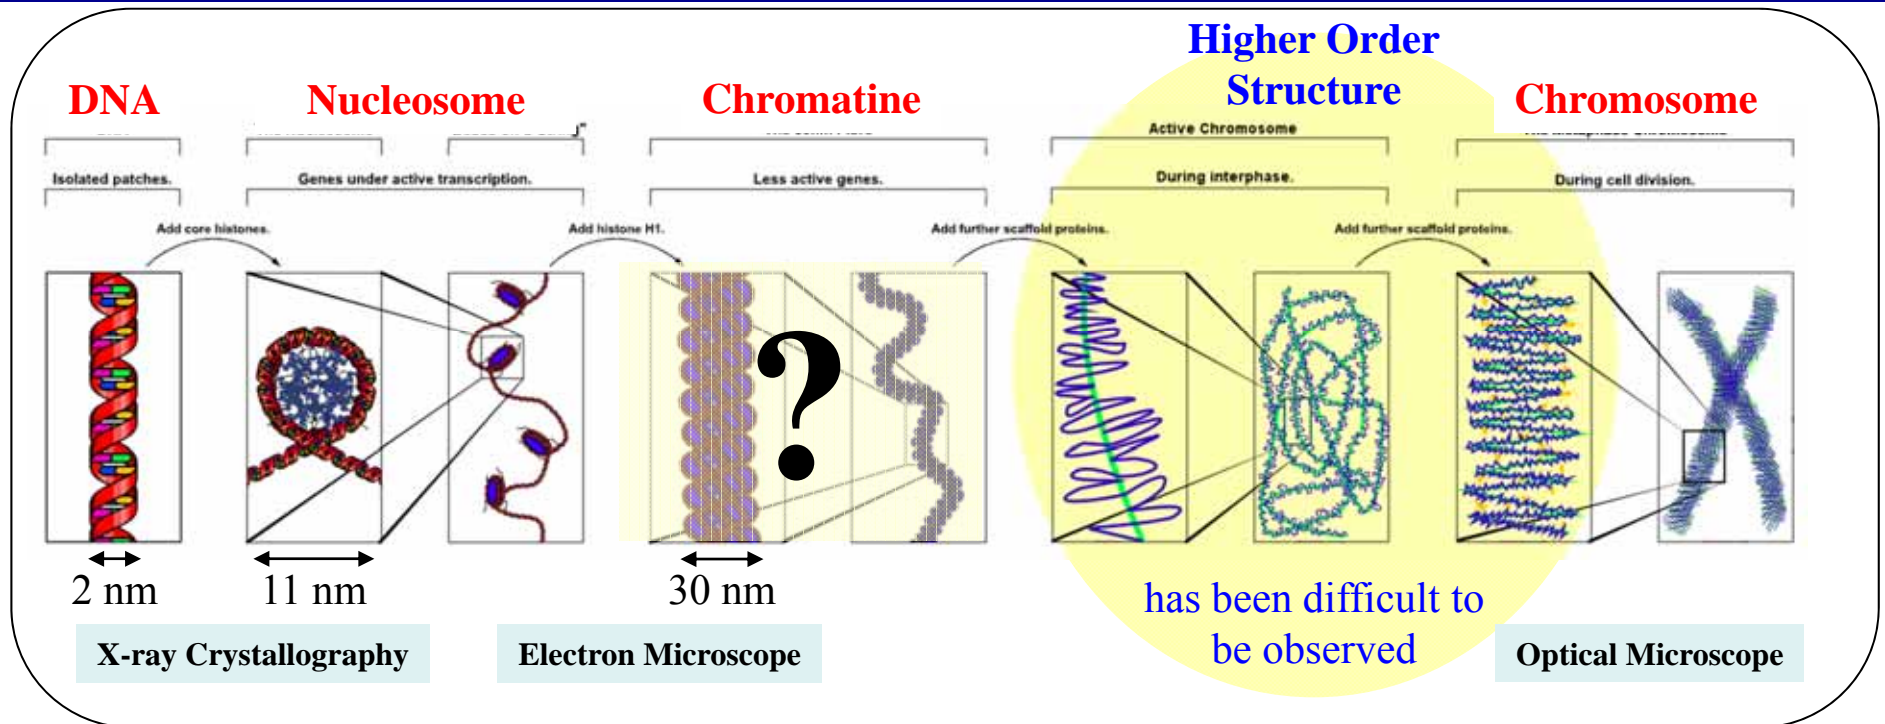 Higher Order
Structure
DNA
Nucleosome
Chromatine
Chromosome
Active Chromosome
Isolated patches.
Genes under active transcription.
Less active genes.
During interphase.
During cell division.
Add core histones.
Add histone H1.
Add further scaffold proteins.
Add further scaffold proteins.
?
2 nm
11 nm
30 nm
has been difficult to
be observed
X-ray Crystallography
Electron Microscope
Optical Microscope